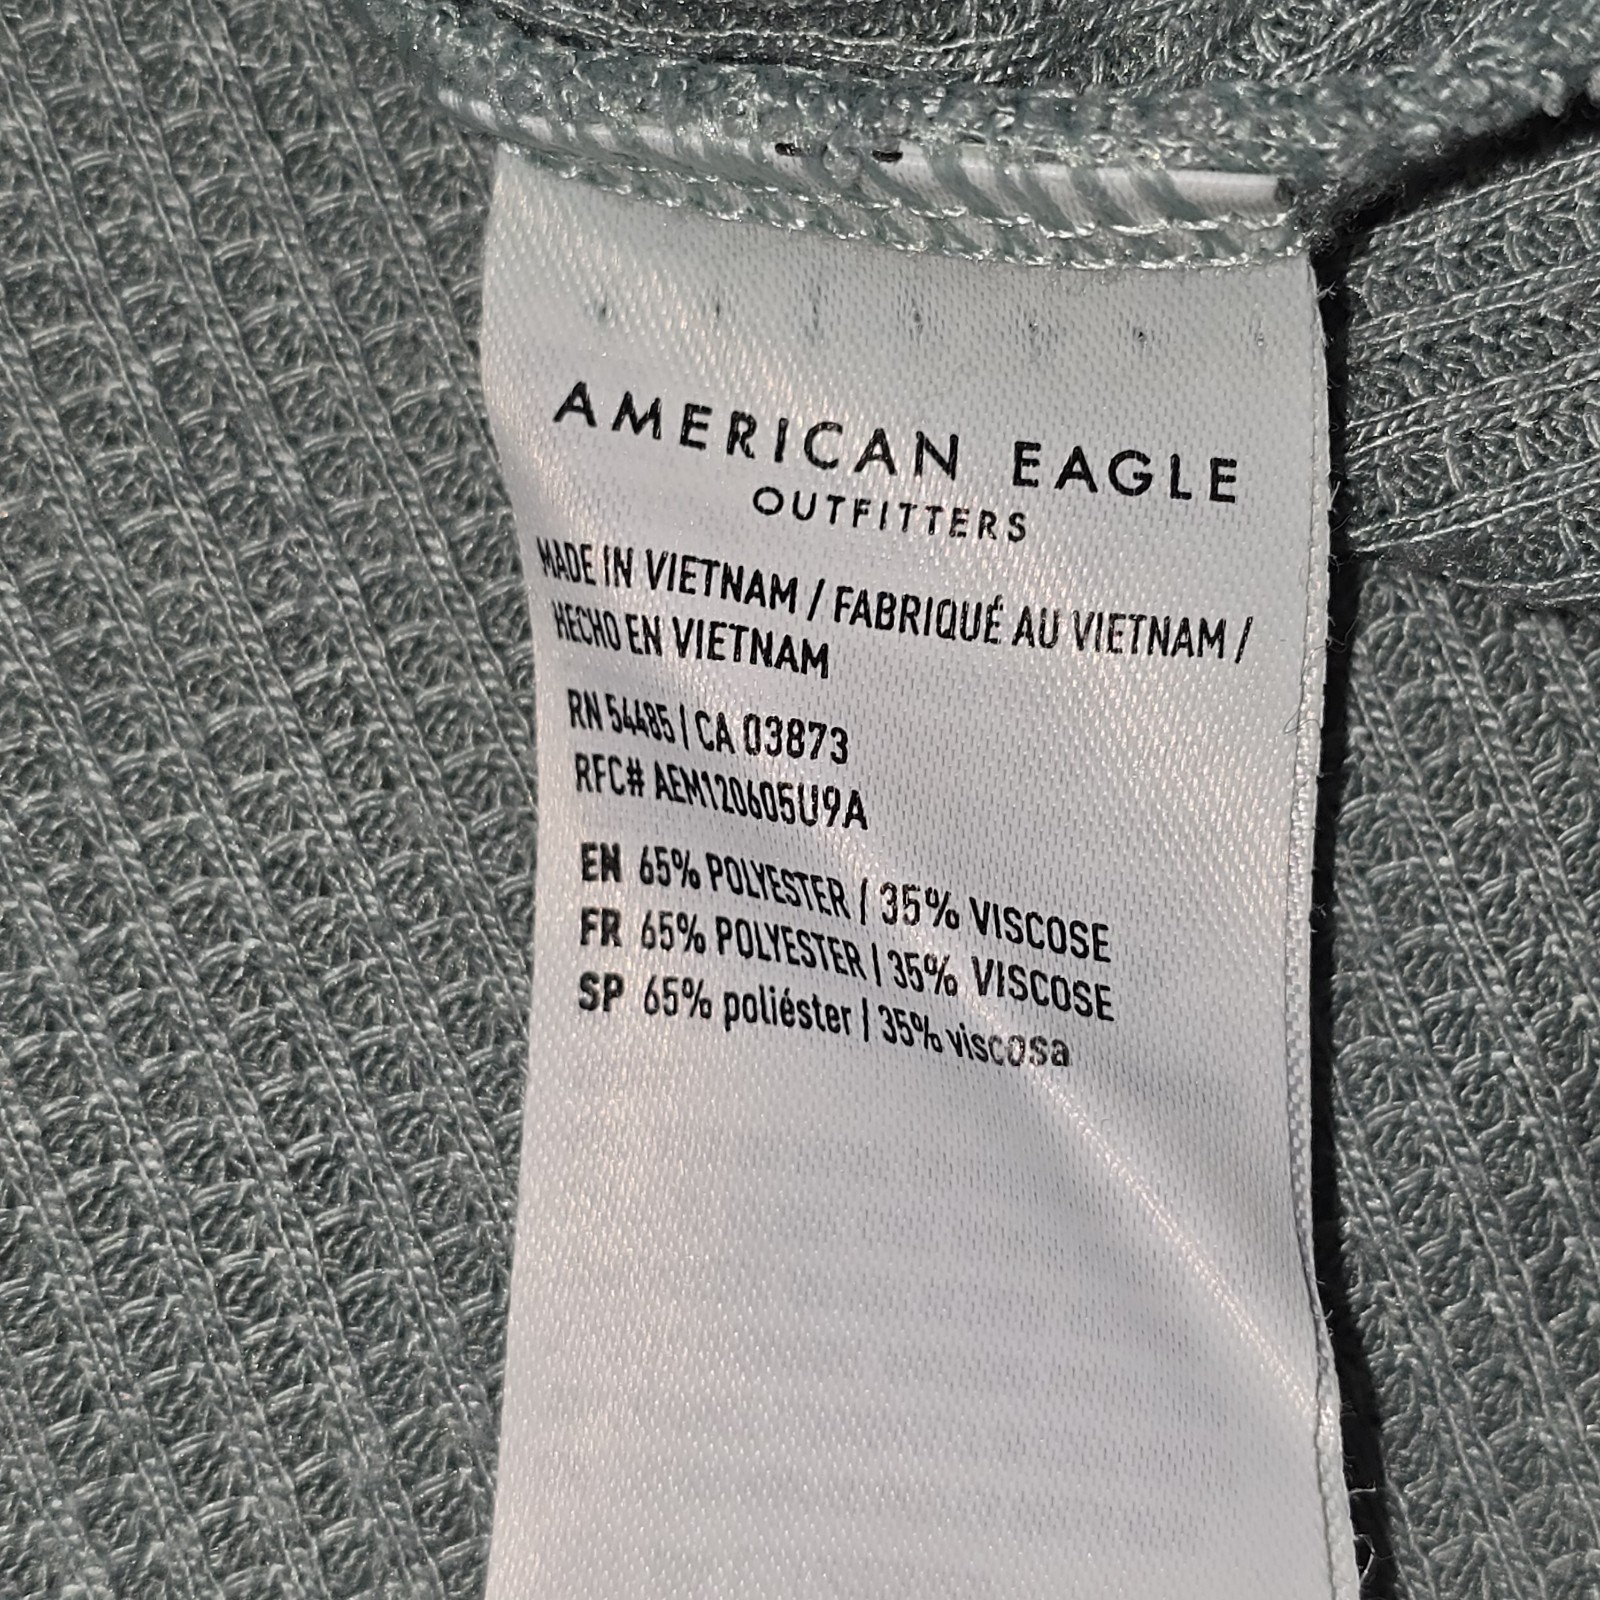 AMERICAN EAGLE
OUTFITTERS
MADE IN VIETNAM / FABRIQUÉ AU VIETNAM /
HECHO EN VIETNAM
RN 54485 | CA 03873
RFC# AEM120605U9A
EN 65% POLYESTER | 35% VISCOSE
FR 65% POLYESTER | 35% VISCOSE
SP 65% poliéster | 35% viscosa